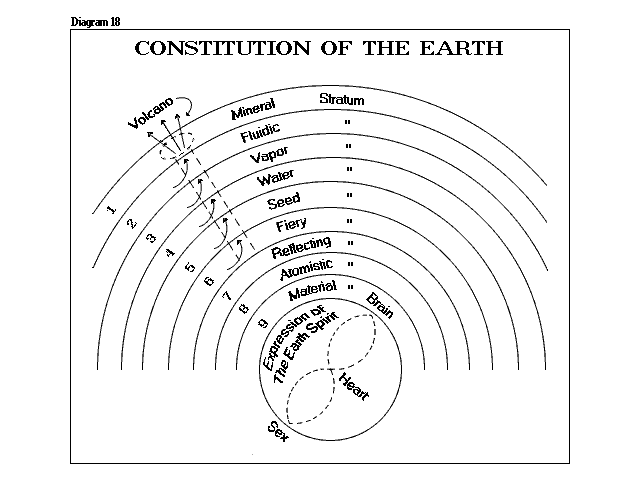 Diagram 18
CONSTITUTION OF THE EARTH
Volcano
Mineral Stratum
Fluidic "
Vapor "
Water "
Seed "
Fiery "
Reflecting "
Atomistic "
Material "
1
2
3
4
5
6
7
8
9
Expression of
The Earth Spirit
Brain
Heart
Sex